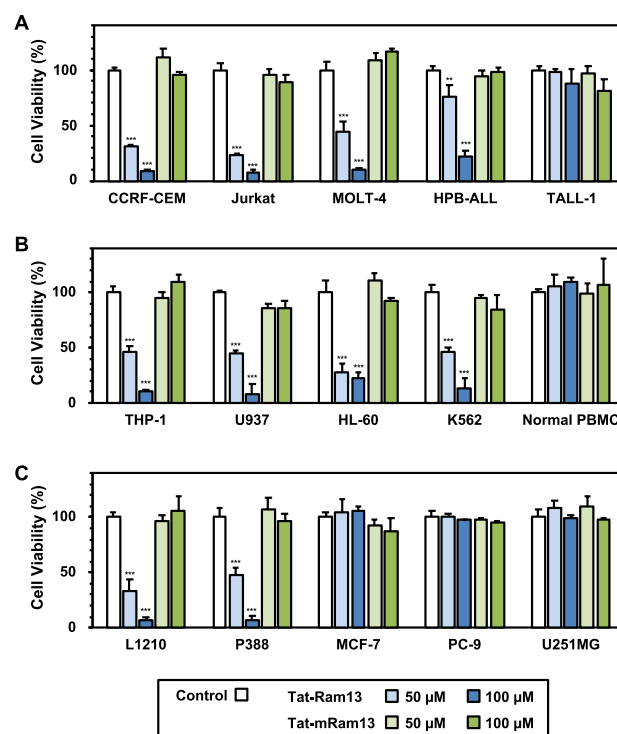 A
Cell Viability (%)
100
50
0
***
***
***
***
***
***
**
***
CCRF-CEM Jurkat MOLT-4 HPB-ALL TALL-1
B
Cell Viability (%)
100
50
0
***
***
***
***
***
***
***
***
THP-1 U937 HL-60 K562 Normal PBMC
C
Cell Viability (%)
100
50
0
***
***
***
***
L1210 P388 MCF-7 PC-9 U251MG
Control Tat-Ram13 50 μM 100 μM
Tat-mRam13 50 μM 100 μM